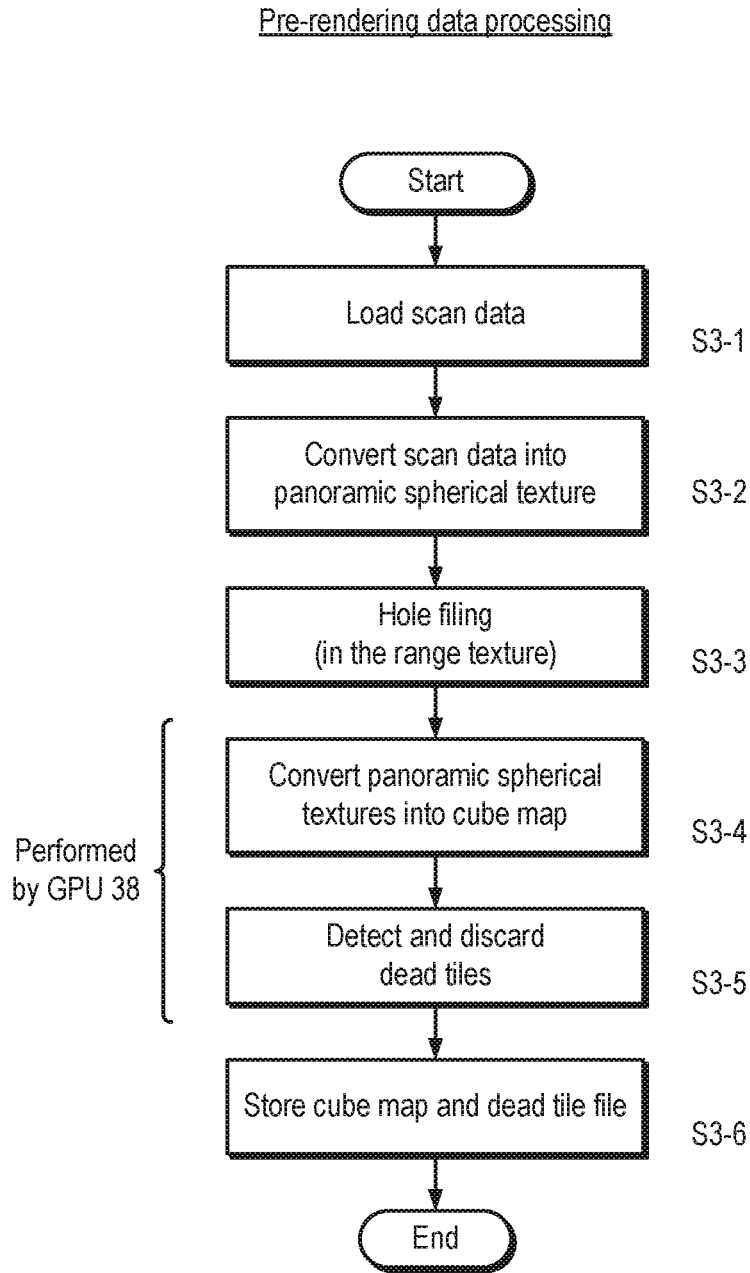 Pre-rendering data processing
Start
Load scan data
S3-1
Convert scan data into
panoramic spherical texture
S3-2
Hole filing
(in the range texture)
S3-3
Performed
by GPU 38
Convert panoramic spherical
textures into cube map
S3-4
Detect and discard
dead tiles
S3-5
Store cube map and dead tile file
S3-6
End